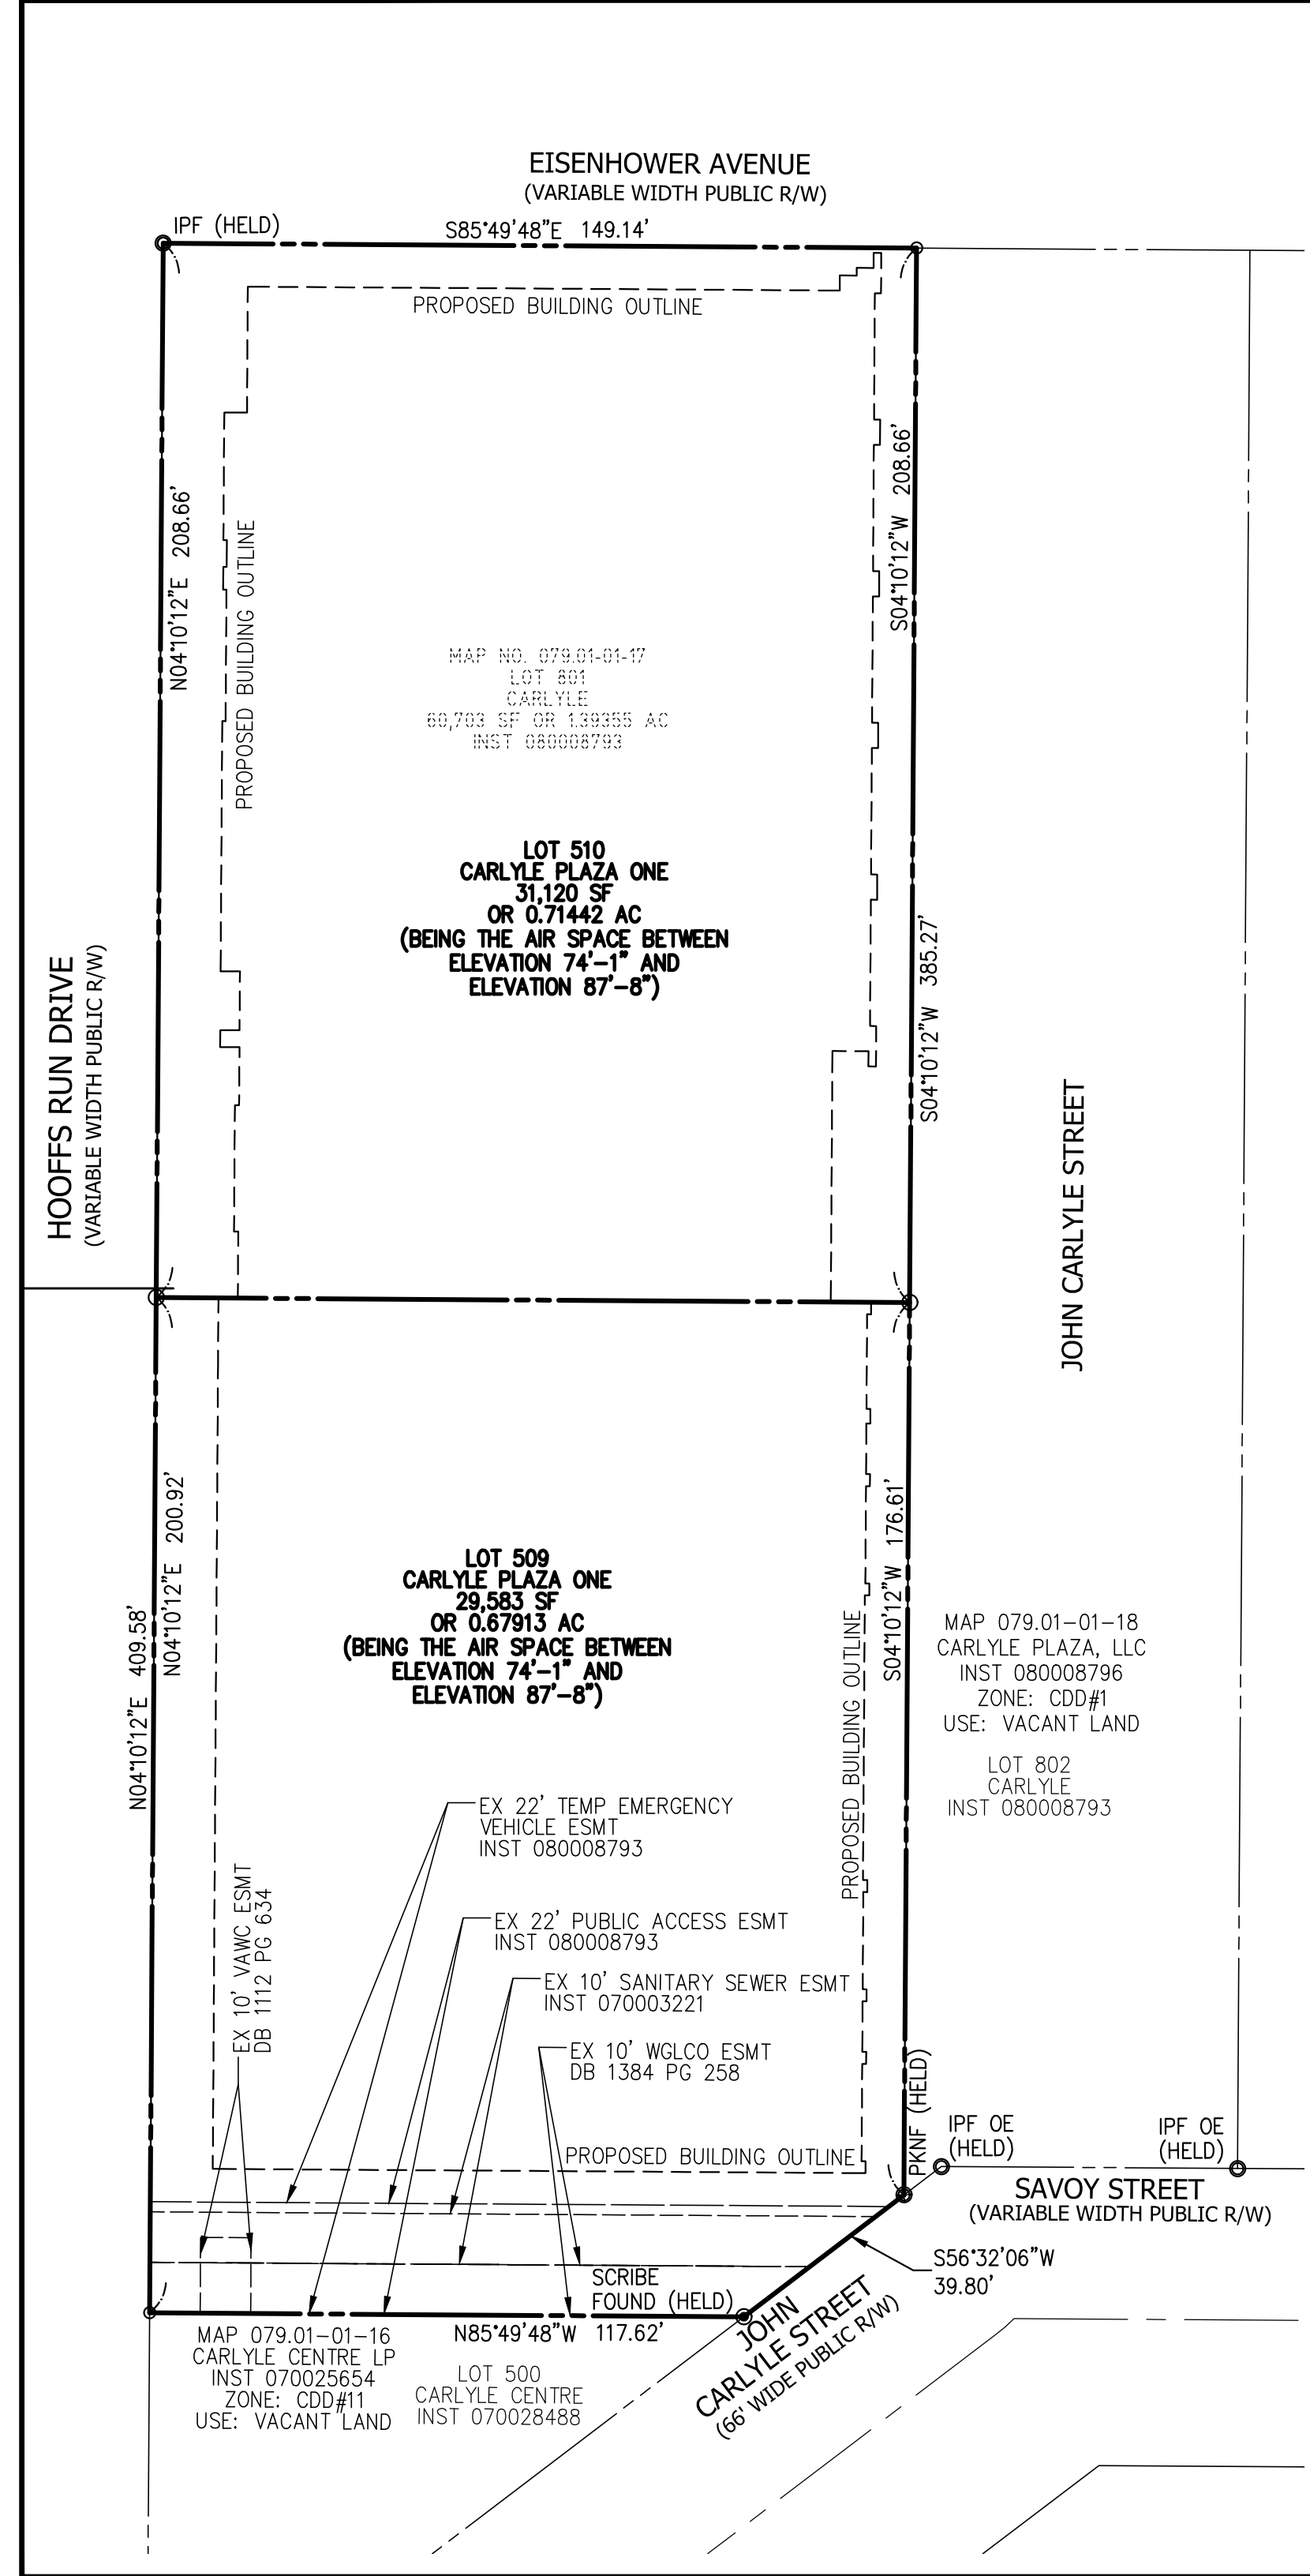 EISENHOWER AVENUE
(VARIABLE WIDTH PUBLIC R/W)
IPF (HELD)
S85°49'48"E 149.14'
PROPOSED BUILDING OUTLINE
N04°10'12"E 208.66'
PROPOSED BUILDING OUTLINE
S04°10'12"W 208.66'
MAP NO. 079.01-01-17
LOT 801
CARLYLE
60,703 SF OR 1.39355 AC
INST 080008793
LOT 510
CARLYLE PLAZA ONE
31,120 SF
OR 0.71442 AC
(BEING THE AIR SPACE BETWEEN
ELEVATION 74'-1" AND
ELEVATION 87'-8")
S04°10'12"W 385.27'
HOOFFS RUN DRIVE
(VARIABLE WIDTH PUBLIC R/W)
JOHN CARLYLE STREET
N04°10'12"E 409.58'
N04°10'12"E 200.92'
LOT 509
CARLYLE PLAZA ONE
29,583 SF
OR 0.67913 AC
(BEING THE AIR SPACE BETWEEN
ELEVATION 74'-1" AND
ELEVATION 87'-8")
PROPOSED BUILDING OUTLINE
S04°10'12"W 176.61'
MAP 079.01-01-18
CARLYLE PLAZA, LLC
INST 080008796
ZONE: CDD#1
USE: VACANT LAND
LOT 802
CARLYLE
INST 080008793
EX 22' TEMP EMERGENCY
VEHICLE ESMT
INST 080008793
EX 10' VAWC ESMT
DB 1112 PG 634
EX 22' PUBLIC ACCESS ESMT
INST 080008793
EX 10' SANITARY SEWER ESMT
INST 070003221
EX 10' WGLCO ESMT
DB 1384 PG 258
PROPOSED BUILDING OUTLINE
PKNF (HELD)
IPF OE
(HELD)
IPF OE
(HELD)
SAVOY STREET
(VARIABLE WIDTH PUBLIC R/W)
S56°32'06"W
39.80'
SCRIBE
FOUND (HELD)
N85°49'48"W 117.62'
JOHN
CARLYLE STREET
(66' WIDE PUBLIC R/W)
MAP 079.01-01-16
CARLYLE CENTRE LP
INST 070025654
ZONE: CDD#11
USE: VACANT LAND
LOT 500
CARLYLE CENTRE
INST 070028488